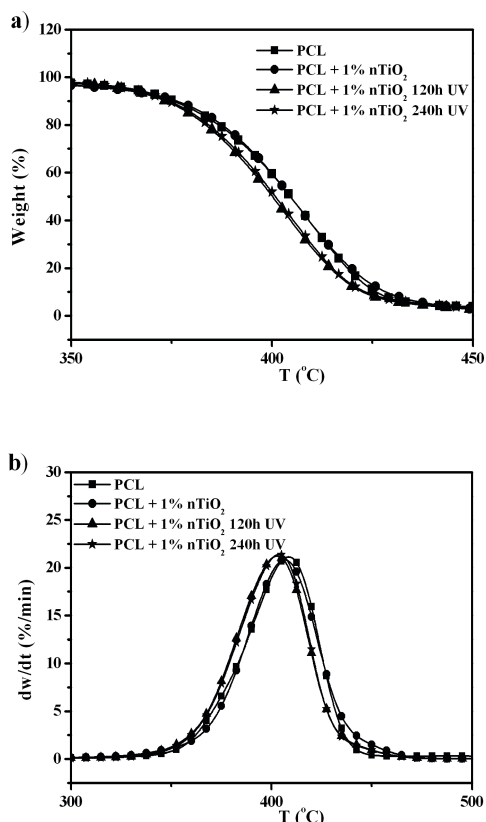 a)
120
100
80
60
40
20
0
Weight (%)
PCL
PCL + 1% nTiO₂
PCL + 1% nTiO₂ 120h UV
PCL + 1% nTiO₂ 240h UV
350
400
450
T (°C)
b)
30
25
20
15
10
5
0
dw/dt (%/min)
PCL
PCL + 1% nTiO₂
PCL + 1% nTiO₂ 120h UV
PCL + 1% nTiO₂ 240h UV
300
400
500
T (°C)